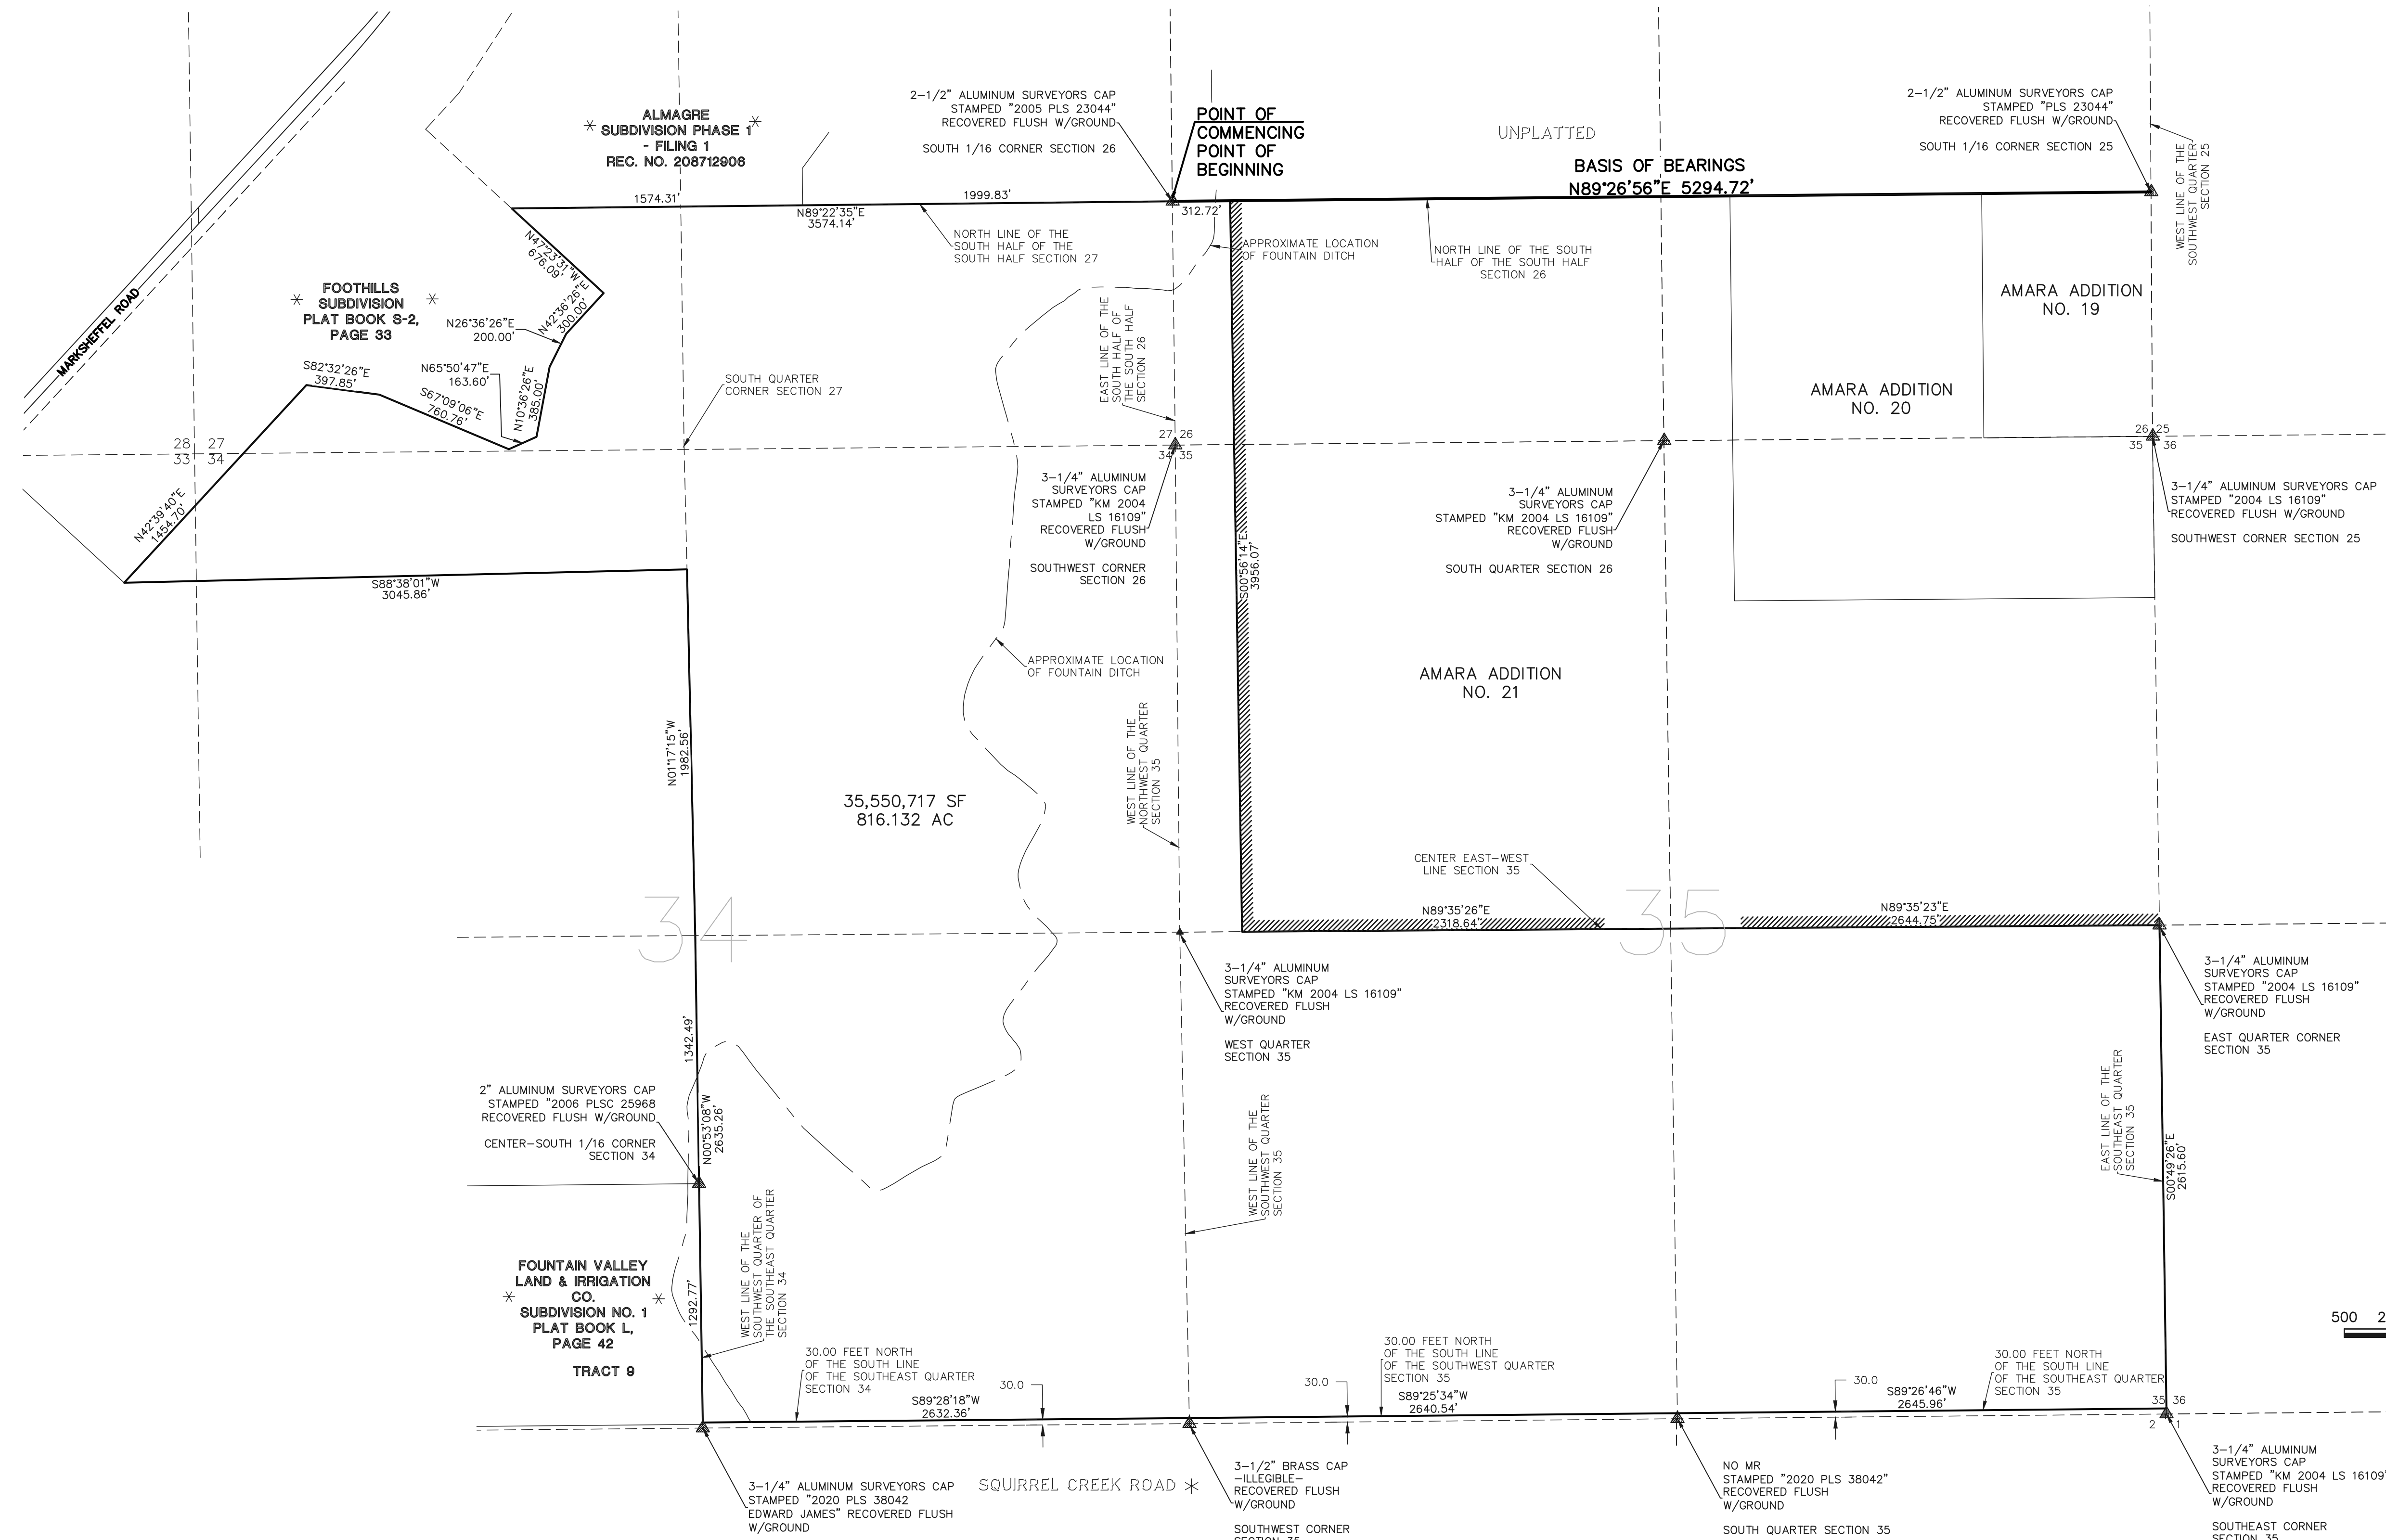 MARKSHEFFEL ROAD
ALMAGRE
* SUBDIVISION PHASE 1 *
- FILING 1
REC. NO. 208712906
2-1/2" ALUMINUM SURVEYORS CAP
STAMPED "2005 PLS 23044"
RECOVERED FLUSH W/GROUND
SOUTH 1/16 CORNER SECTION 26
POINT OF
COMMENCING
POINT OF
BEGINNING
UNPLATTED
BASIS OF BEARINGS
N89°26'56"E 5294.72'
2-1/2" ALUMINUM SURVEYORS CAP
STAMPED "PLS 23044"
RECOVERED FLUSH W/GROUND
SOUTH 1/16 CORNER SECTION 25
WEST LINE OF THE
SOUTHWEST QUARTER
SECTION 25
1574.31'
1999.83'
N89°22'35"E
3574.14'
312.72'
NORTH LINE OF THE
SOUTH HALF OF THE
SOUTH HALF SECTION 27
APPROXIMATE LOCATION
OF FOUNTAIN DITCH
NORTH LINE OF THE SOUTH
HALF OF THE SOUTH HALF
SECTION 26
N47°23'31"W
676.09'
N42°36'26"E
300.00'
N26°36'26"E
200.00'
N65°50'47"E
163.60'
N10°36'26"E
385.00'
S82°32'26"E
397.85'
S67°09'06"E
760.76'
FOOTHILLS
* SUBDIVISION *
PLAT BOOK S-2,
PAGE 33
SOUTH QUARTER
CORNER SECTION 27
EAST LINE OF THE
SOUTH HALF OF
THE SOUTH HALF
SECTION 26
AMARA ADDITION
NO. 19
AMARA ADDITION
NO. 20
28 27
33 34
27 26
34 35
26 25
35 36
N42°39'40"E
1454.70'
S88°38'01"W
3045.86'
3-1/4" ALUMINUM
SURVEYORS CAP
STAMPED "KM 2004
LS 16109"
RECOVERED FLUSH
W/GROUND
SOUTHWEST CORNER
SECTION 26
S00°56'14"E
3956.07'
3-1/4" ALUMINUM
SURVEYORS CAP
STAMPED "KM 2004 LS 16109"
RECOVERED FLUSH
W/GROUND
SOUTH QUARTER SECTION 26
3-1/4" ALUMINUM SURVEYORS CAP
STAMPED "2004 LS 16109"
RECOVERED FLUSH W/GROUND
SOUTHWEST CORNER SECTION 25
APPROXIMATE LOCATION
OF FOUNTAIN DITCH
AMARA ADDITION
NO. 21
N01°17'15"W
1982.56'
WEST LINE OF THE
NORTHWEST QUARTER
SECTION 35
35,550,717 SF
816.132 AC
CENTER EAST-WEST
LINE SECTION 35
34
35
N89°35'26"E
2318.64'
N89°35'23"E
2644.75'
3-1/4" ALUMINUM
SURVEYORS CAP
STAMPED "KM 2004 LS 16109"
RECOVERED FLUSH
W/GROUND
WEST QUARTER
SECTION 35
3-1/4" ALUMINUM
SURVEYORS CAP
STAMPED "2004 LS 16109"
RECOVERED FLUSH
W/GROUND
EAST QUARTER CORNER
SECTION 35
1342.49'
N00°53'08"W
2635.26'
2" ALUMINUM SURVEYORS CAP
STAMPED "2006 PLSC 25968
RECOVERED FLUSH W/GROUND
CENTER-SOUTH 1/16 CORNER
SECTION 34
WEST LINE OF THE
SOUTHWEST QUARTER
SECTION 35
EAST LINE OF THE
SOUTHEAST QUARTER
SECTION 35
S00°49'26"E
2615.60'
WEST LINE OF THE
SOUTHWEST QUARTER OF
THE SOUTHEAST QUARTER
SECTION 34
1292.77'
FOUNTAIN VALLEY
LAND & IRRIGATION
* CO. *
SUBDIVISION NO. 1
PLAT BOOK L,
PAGE 42
TRACT 9
500
30.00 FEET NORTH
OF THE SOUTH LINE
OF THE SOUTHEAST QUARTER
SECTION 34
30.0
S89°28'18"W
2632.36'
30.00 FEET NORTH
OF THE SOUTH LINE
OF THE SOUTHWEST QUARTER
SECTION 35
30.0
S89°25'34"W
2640.54'
30.00 FEET NORTH
OF THE SOUTH LINE
OF THE SOUTHEAST QUARTER
SECTION 35
30.0
S89°26'46"W
2645.96'
35 36
2 1
3-1/4" ALUMINUM SURVEYORS CAP
STAMPED "2020 PLS 38042
EDWARD JAMES" RECOVERED FLUSH
W/GROUND
SQUIRREL CREEK ROAD *
3-1/2" BRASS CAP
-ILLEGIBLE-
RECOVERED FLUSH
W/GROUND
SOUTHWEST CORNER
SECTION 35
NO MR
STAMPED "2020 PLS 38042"
RECOVERED FLUSH
W/GROUND
SOUTH QUARTER SECTION 35
3-1/4" ALUMINUM
SURVEYORS CAP
STAMPED "KM 2004 LS 16109"
RECOVERED FLUSH
W/GROUND
SOUTHEAST CORNER
SECTION 35